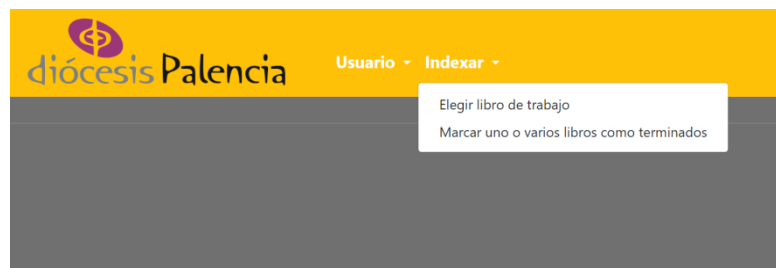 diócesis Palencia
Usuario Indexar
Elegir libro de trabajo
Marcar uno o varios libros como terminados